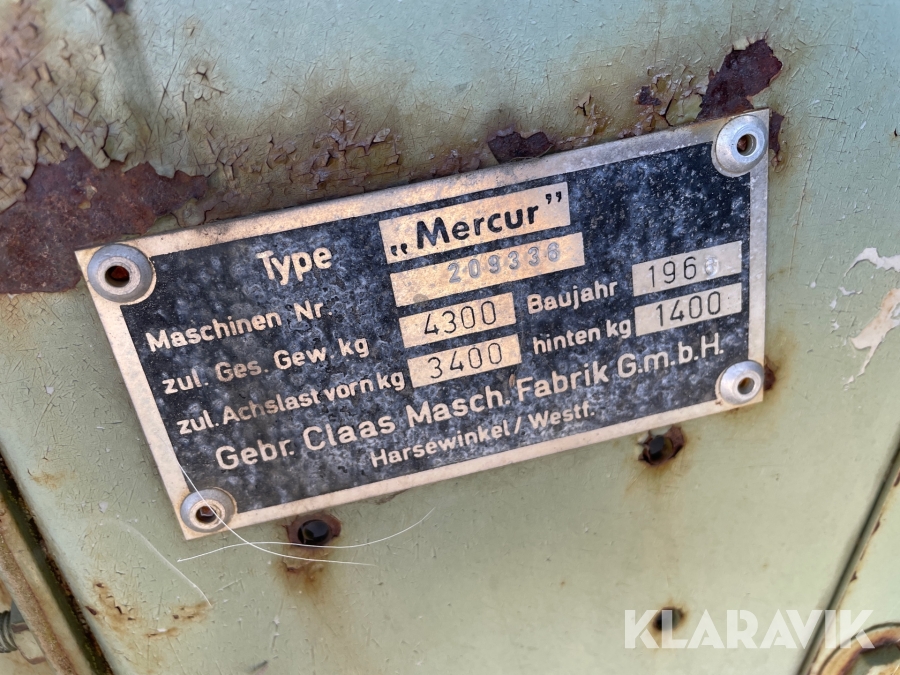 Type „Mercur”
Maschinen Nr. 209336
zul. Ges. Gew. kg 4300 Baujahr
zul. Achslast vorn kg 3400 hinten kg 1400
Gebr. Claas Masch. Fabrik G.m.b.H.
Harsewinkel / Westf.
KLARAVIK